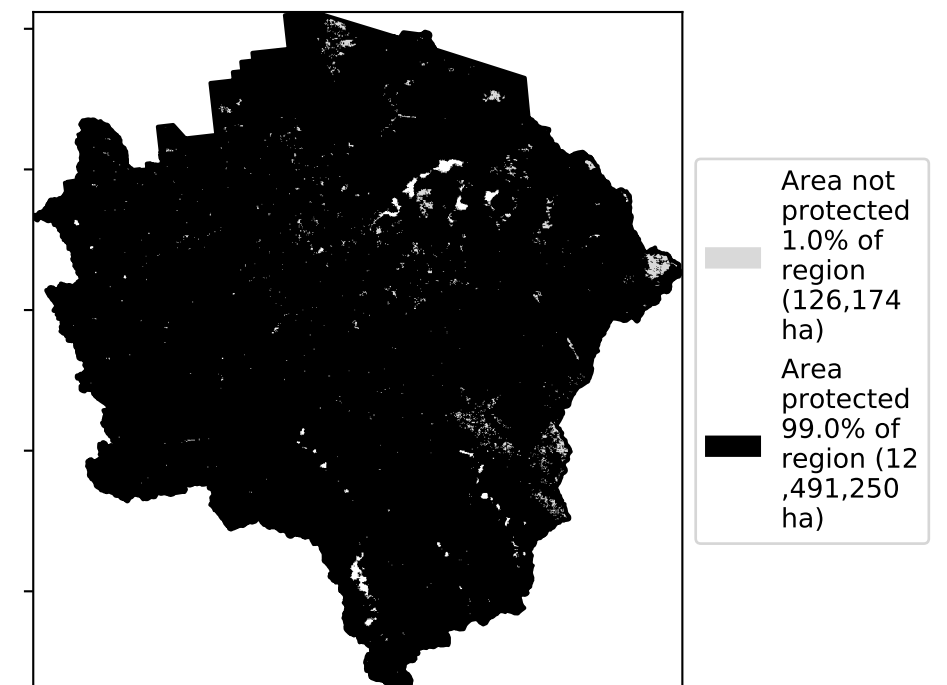 Area not
protected
1.0% of
region
(126,174
ha)
Area
protected
99.0% of
region (12
,491,250
ha)